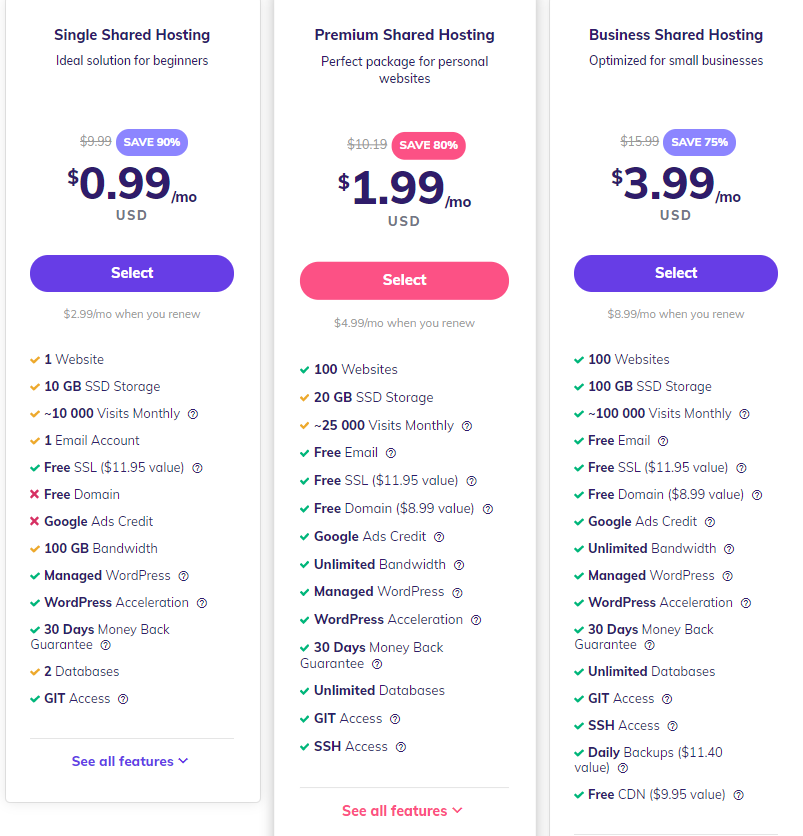 Single Shared Hosting
Ideal solution for beginners
$9.99 SAVE 90%
$0.99/mo
USD
Select
$2.99/mo when you renew
1 Website
10 GB SSD Storage
~10 000 Visits Monthly
1 Email Account
Free SSL ($11.95 value)
Free Domain
Google Ads Credit
100 GB Bandwidth
Managed WordPress
WordPress Acceleration
30 Days Money Back
Guarantee
2 Databases
GIT Access
See all features
Premium Shared Hosting
Perfect package for personal
websites
$10.19 SAVE 80%
$1.99/mo
USD
Select
$4.99/mo when you renew
100 Websites
20 GB SSD Storage
~25 000 Visits Monthly
Free Email
Free SSL ($11.95 value)
Free Domain ($8.99 value)
Google Ads Credit
Unlimited Bandwidth
Managed WordPress
WordPress Acceleration
30 Days Money Back
Guarantee
Unlimited Databases
GIT Access
SSH Access
See all features
Business Shared Hosting
Optimized for small businesses
$15.99 SAVE 75%
$3.99/mo
USD
Select
$8.99/mo when you renew
100 Websites
100 GB SSD Storage
~100 000 Visits Monthly
Free Email
Free SSL ($11.95 value)
Free Domain ($8.99 value)
Google Ads Credit
Unlimited Bandwidth
Managed WordPress
WordPress Acceleration
30 Days Money Back
Guarantee
Unlimited Databases
GIT Access
SSH Access
Daily Backups ($11.40
value)
Free CDN ($9.95 value)